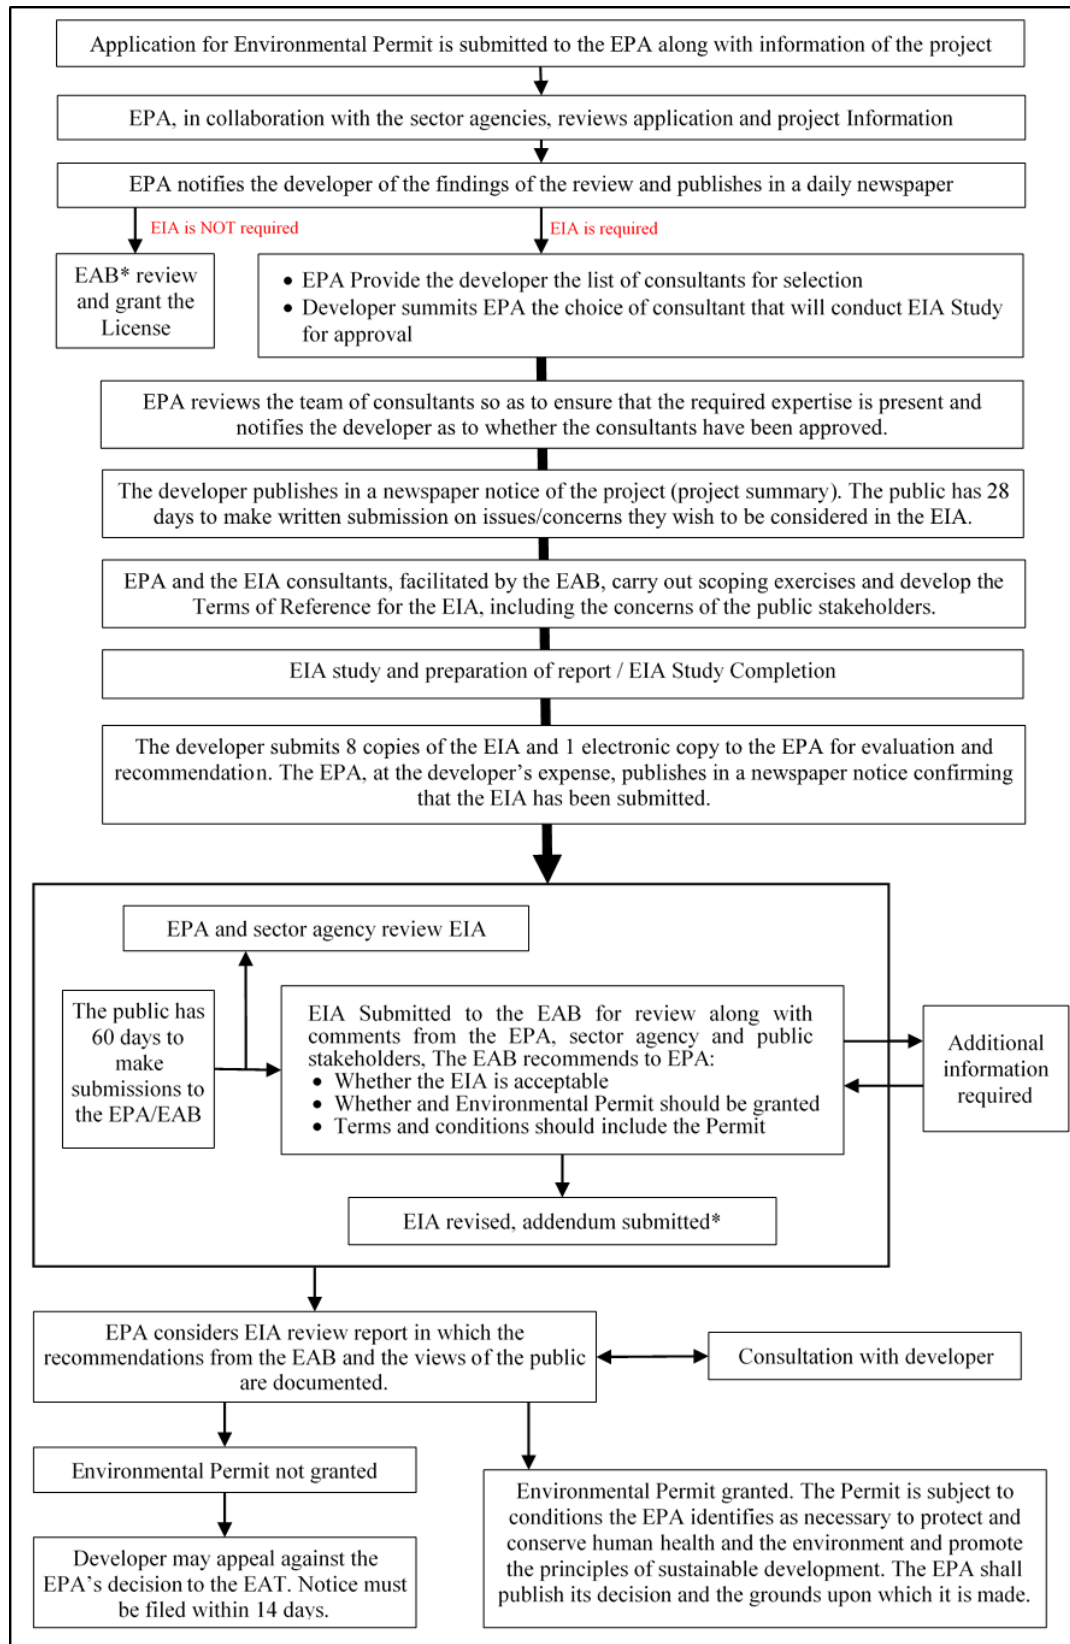 Application for Environmental Permit is submitted to the EPA along with information of the project
EPA, in collaboration with the sector agencies, reviews application and project Information
EPA notifies the developer of the findings of the review and publishes in a daily newspaper
EIA is NOT required
EIA is required
EAB* review
and grant the
License
• EPA Provide the developer the list of consultants for selection
• Developer summits EPA the choice of consultant that will conduct EIA Study
for approval
EPA reviews the team of consultants so as to ensure that the required expertise is present and
notifies the developer as to whether the consultants have been approved.
The developer publishes in a newspaper notice of the project (project summary). The public has 28
days to make written submission on issues/concerns they wish to be considered in the EIA.
EPA and the EIA consultants, facilitated by the EAB, carry out scoping exercises and develop the
Terms of Reference for the EIA, including the concerns of the public stakeholders.
EIA study and preparation of report / EIA Study Completion
The developer submits 8 copies of the EIA and 1 electronic copy to the EPA for evaluation and
recommendation. The EPA, at the developer's expense, publishes in a newspaper notice confirming
that the EIA has been submitted.
EPA and sector agency review EIA
The public has
60 days to
make
submissions to
the EPA/EAB
EIA Submitted to the EAB for review along with
comments from the EPA, sector agency and public
stakeholders, The EAB recommends to EPA:
• Whether the EIA is acceptable
• Whether and Environmental Permit should be granted
• Terms and conditions should include the Permit
Additional
information
required
EIA revised, addendum submitted*
EPA considers EIA review report in which the
recommendations from the EAB and the views of the public
are documented.
Consultation with developer
Environmental Permit not granted
Developer may appeal against the
EPA's decision to the EAT. Notice must
be filed within 14 days.
Environmental Permit granted. The Permit is subject to
conditions the EPA identifies as necessary to protect and
conserve human health and the environment and promote
the principles of sustainable development. The EPA shall
publish its decision and the grounds upon which it is made.